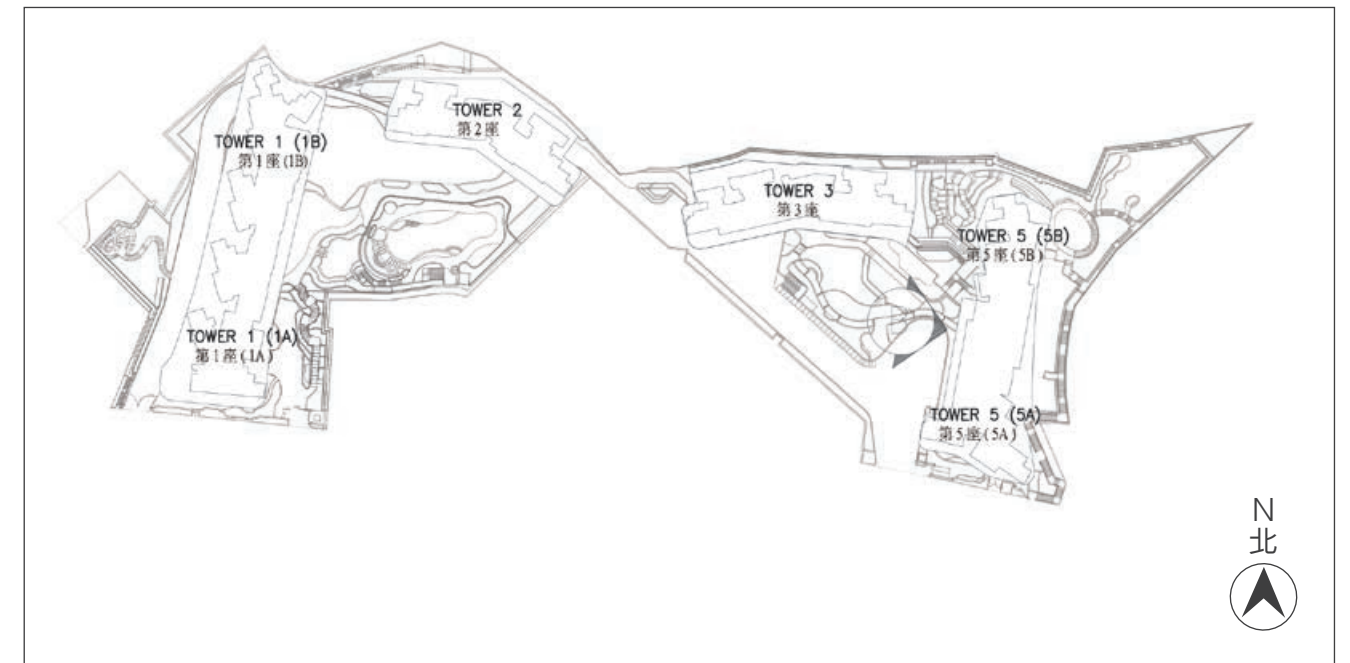 TOWER 2
第2座
TOWER 1 (1B)
第1座(1B)
TOWER 3
第3座
TOWER 5 (5B)
第5座(5B)
TOWER 1 (1A)
第1座(1A)
TOWER 5 (5A)
第5座(5A)
N
北